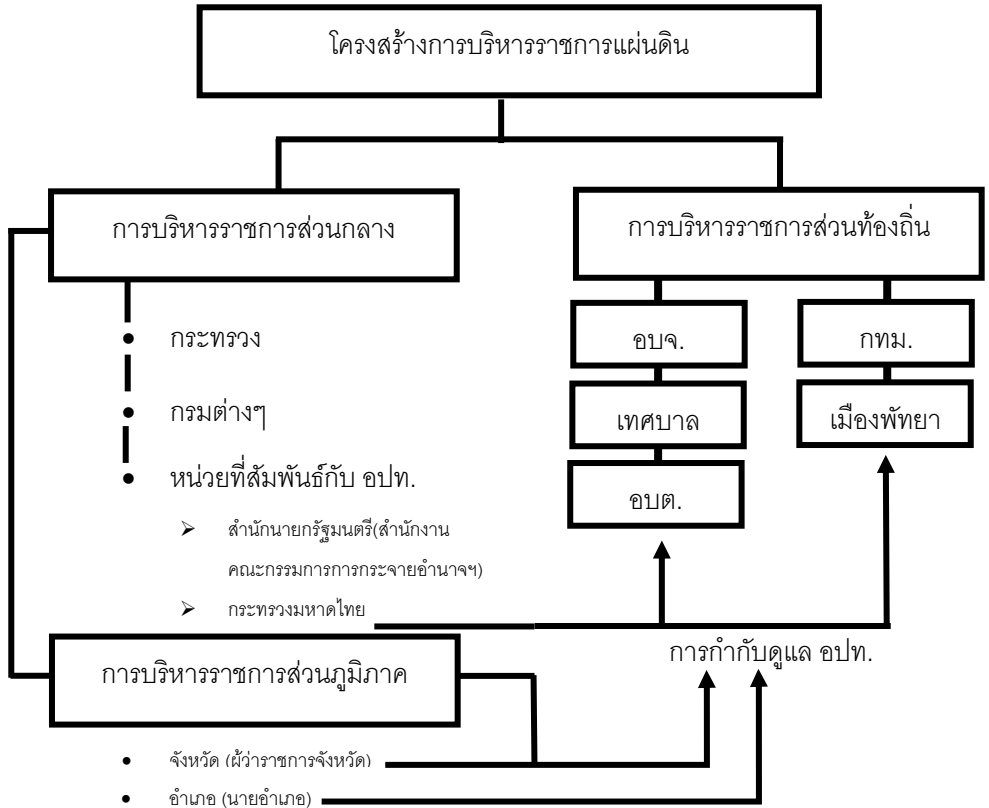 โครงสร้างการบริหารราชการแผ่นดิน
การบริหารราชการส่วนกลาง
การบริหารราชการส่วนท้องถิ่น
• กระทรวง
• กรมต่างๆ
• หน่วยที่สัมพันธ์กับ อปท.
➢ สำนักนายกรัฐมนตรี(สำนักงาน
คณะกรรมการการกระจายอำนาจฯ)
➢ กระทรวงมหาดไทย
อบจ.
เทศบาล
อบต.
กทม.
เมืองพัทยา
การกำกับดูแล อปท.
การบริหารราชการส่วนภูมิภาค
• จังหวัด (ผู้ว่าราชการจังหวัด)
• อำเภอ (นายอำเภอ)